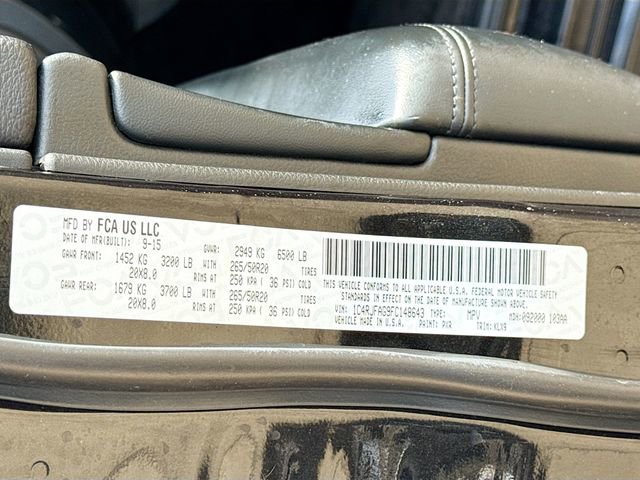 MFD BY FCA US LLC
DATE OF MFR(BUILT): 9-15 GVWR: 2949 KG 6500 LB
GAWR FRONT: 1452 KG 3200 LB WITH 265/50R20 TIRES
20X8.0 RIMS AT 250 KPA ( 36 PSI) COLD
GAWR REAR: 1679 KG 3700 LB WITH 265/50R20 TIRES
20X8.0 RIMS AT 250 KPA ( 36 PSI) COLD
THIS VEHICLE CONFORMS TO ALL APPLICABLE U.S.A. FEDERAL MOTOR VEHICLE SAFETY
STANDARDS IN EFFECT ON THE DATE OF MANUFACTURE SHOWN ABOVE.
VIN: 1C4RJFAG9FC148643 TYPE: MPV MDH: 092000 103AA
VEHICLE MADE IN U.S.A. PAINT: PXR TRIM: KLX9